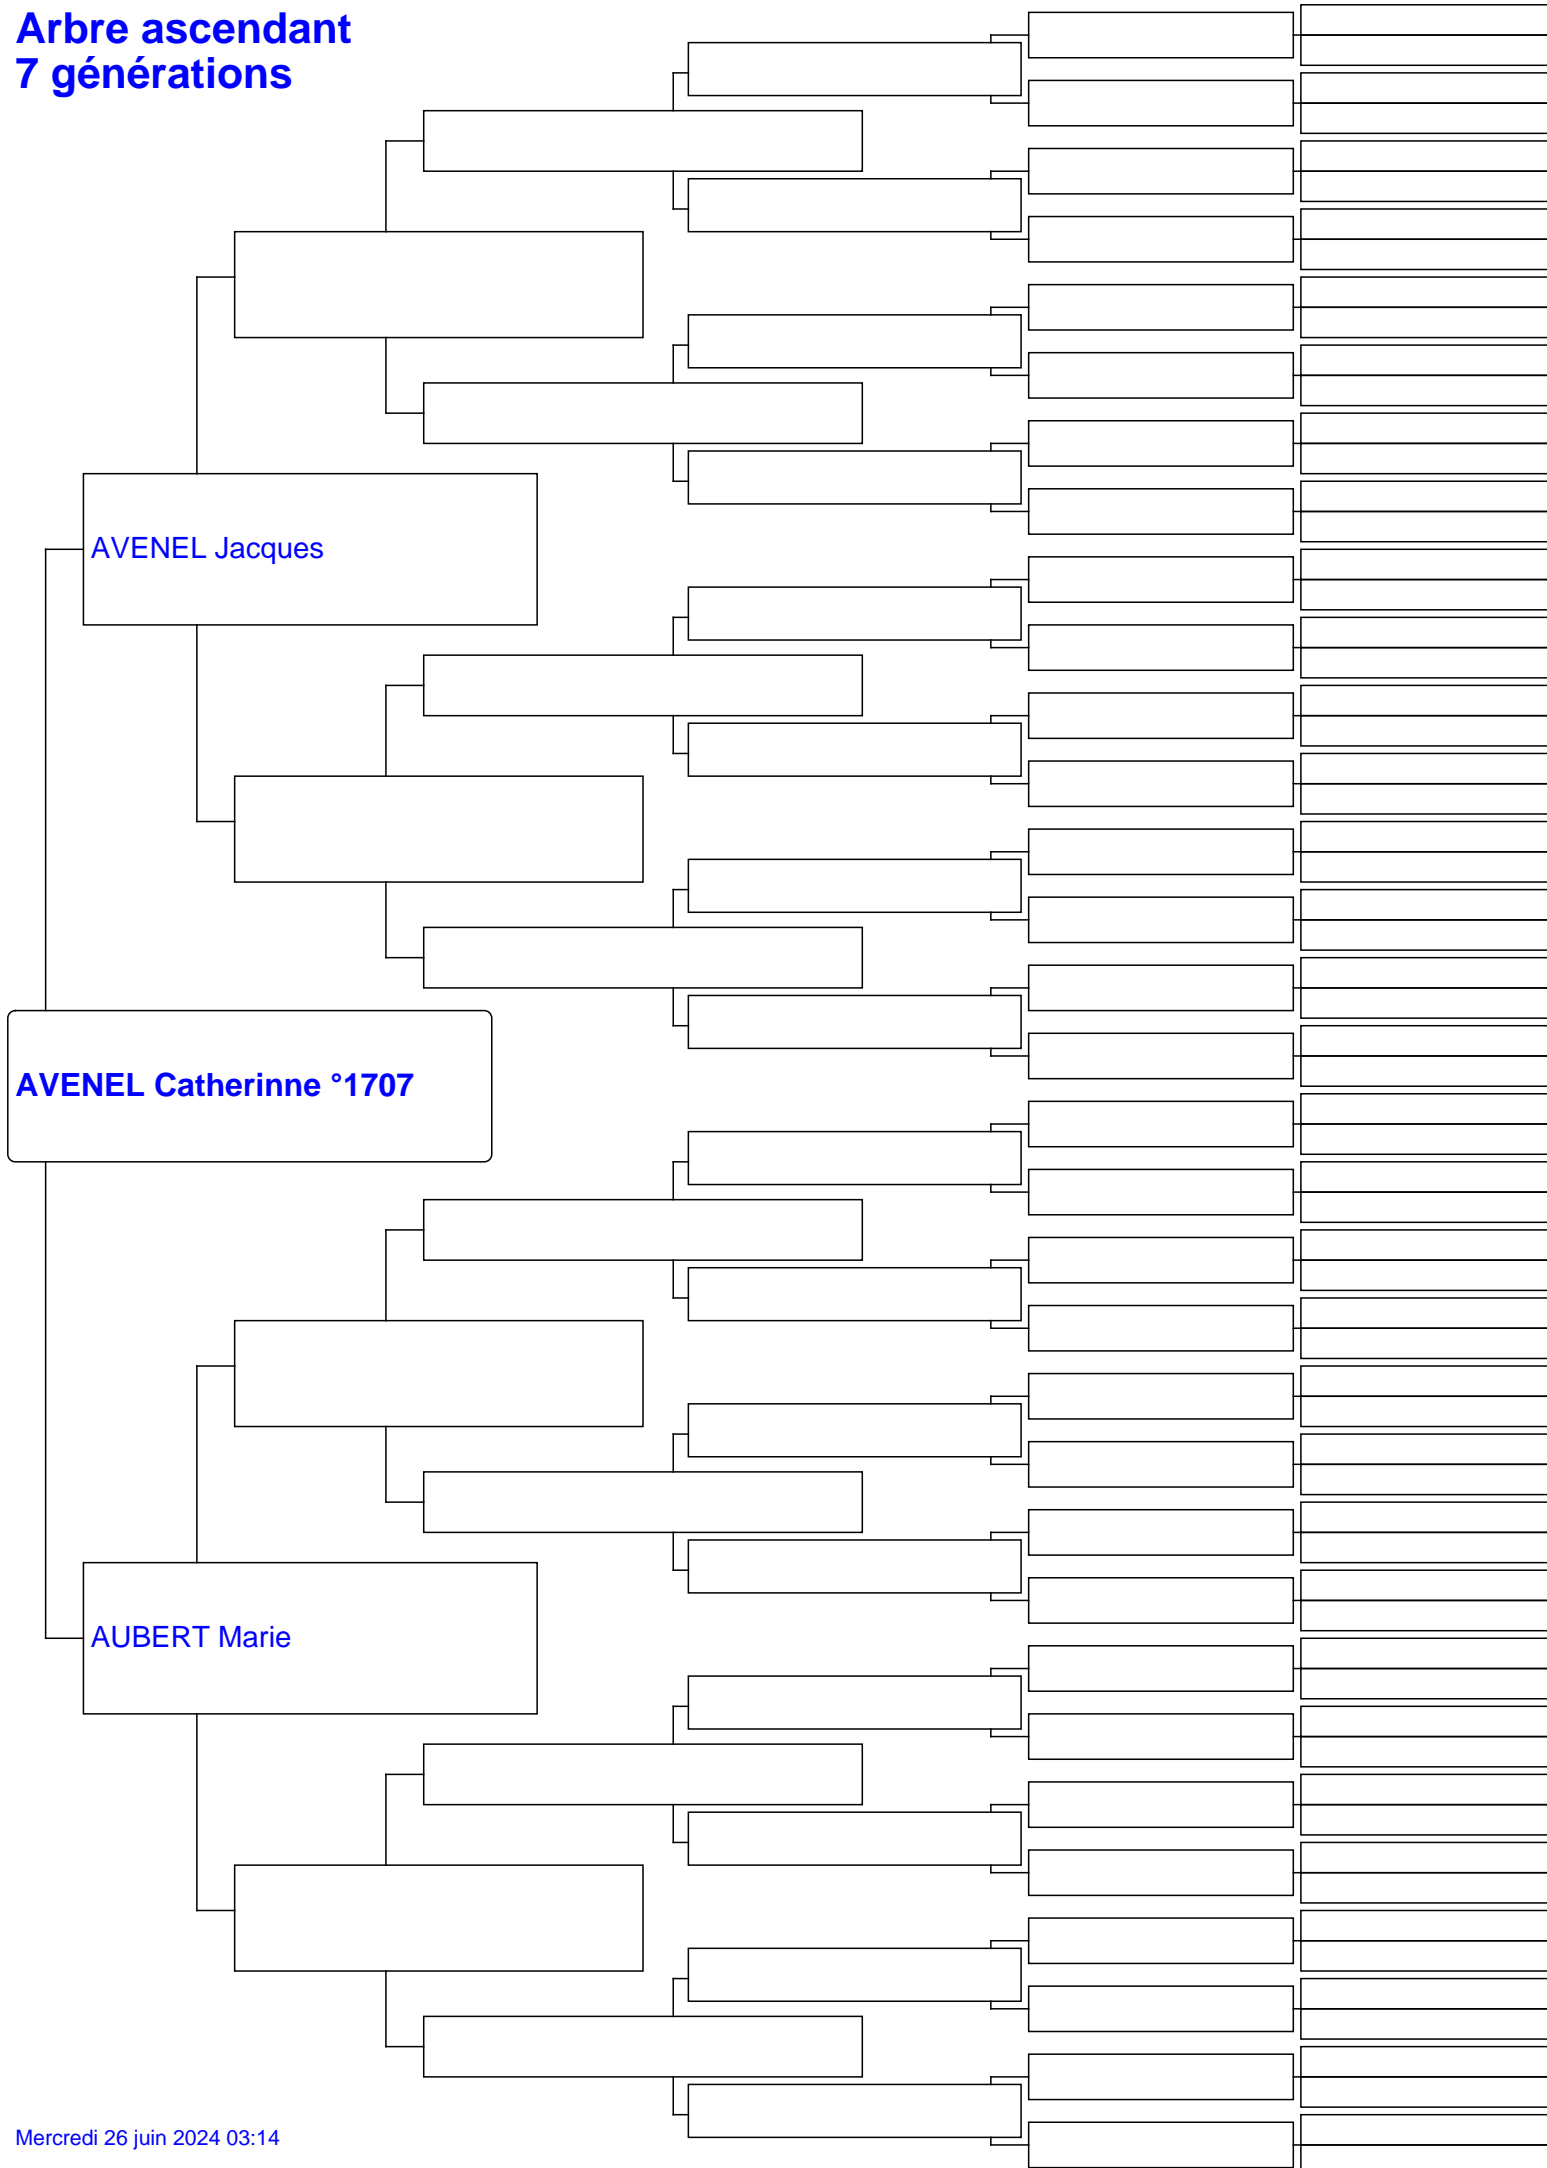 Arbre ascendant
7 générations
AVENEL Jacques
AVENEL Catherinne °1707
AUBERT Marie
Mercredi 26 juin 2024 03:14